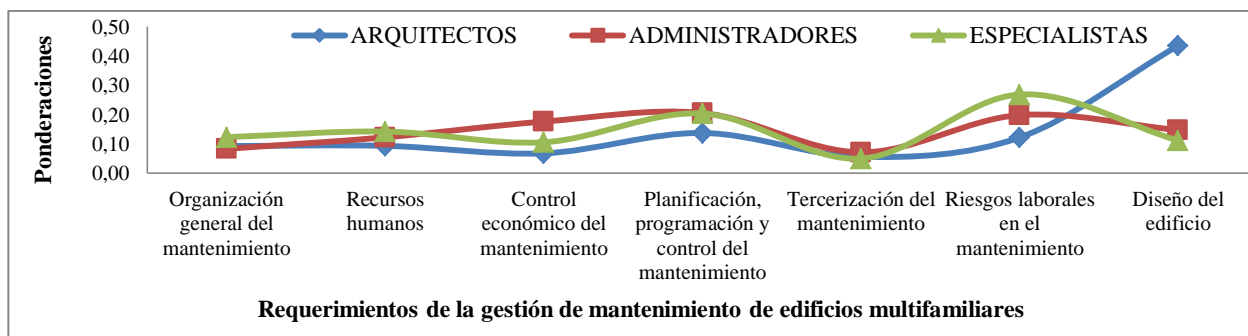 Ponderaciones
0,50
0,40
0,30
0,20
0,10
0,00
ARQUITECTOS
ADMINISTRADORES
ESPECIALISTAS
Organización
general del
mantenimiento
Recursos
humanos
Control
económico del
mantenimiento
Planificación,
programación y
control del
mantenimiento
Tercerización del
mantenimiento
Riesgos laborales
en el
mantenimiento
Diseño del
edificio
Requerimientos de la gestión de mantenimiento de edificios multifamiliares